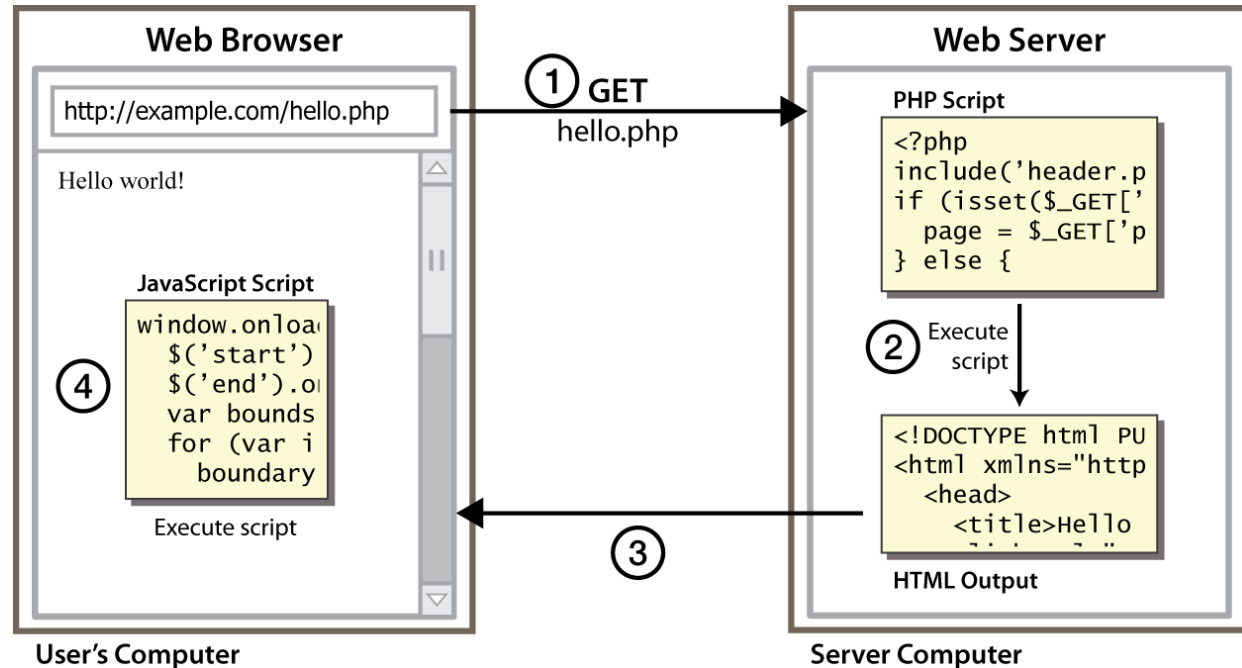 Web Browser
http://example.com/hello.php
Hello world!
JavaScript Script
window.onloa
$('start')
$('end').o
var bounds
for (var i
boundary
4
Execute script
User's Computer
1 GET
hello.php
3
Web Server
PHP Script
<?php
include('header.p
if (isset($_GET['
page = $_GET['p
} else {
2 Execute
script
<!DOCTYPE html PU
<html xmlns="http
<head>
<title>Hello
HTML Output
Server Computer